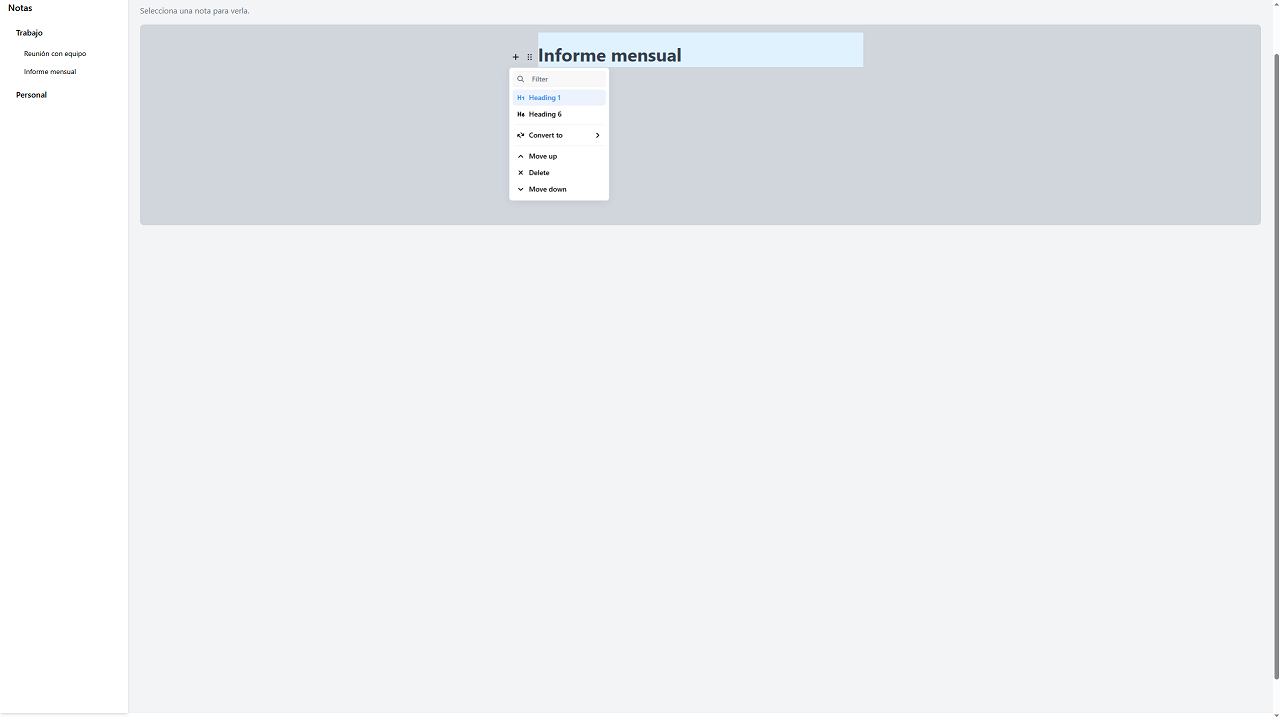 Notas
Trabajo
Reunión con equipo
Informe mensual
Personal
Selecciona una nota para verla.
Informe mensual
Filter
H1 Heading 1
H6 Heading 6
Convert to
Move up
Delete
Move down